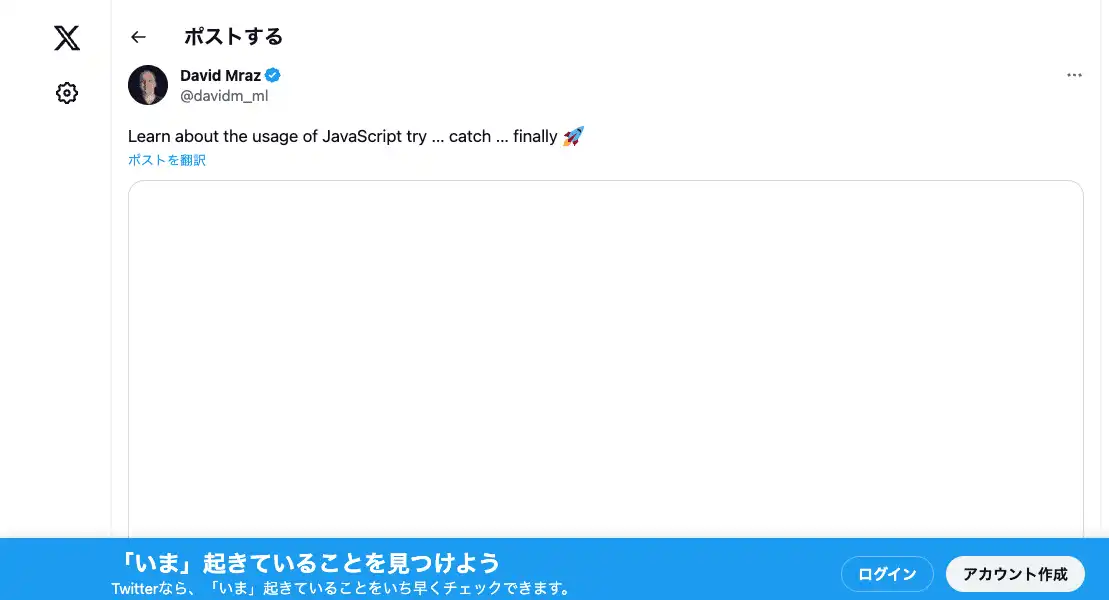 ポストする
David Mraz
@davidm_ml
Learn about the usage of JavaScript try ... catch ... finally 🚀
ポストを翻訳
「いま」起きていることを見つけよう
Twitterなら、「いま」起きていることをいち早くチェックできます。
ログイン
アカウント作成